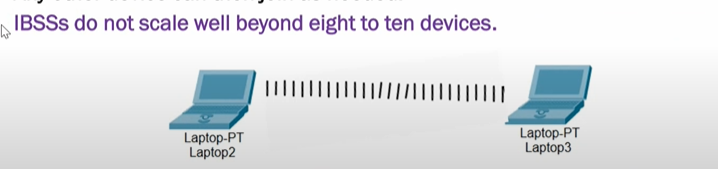 IBSSs do not scale well beyond eight to ten devices.
Laptop-PT
Laptop2
Laptop-PT
Laptop3